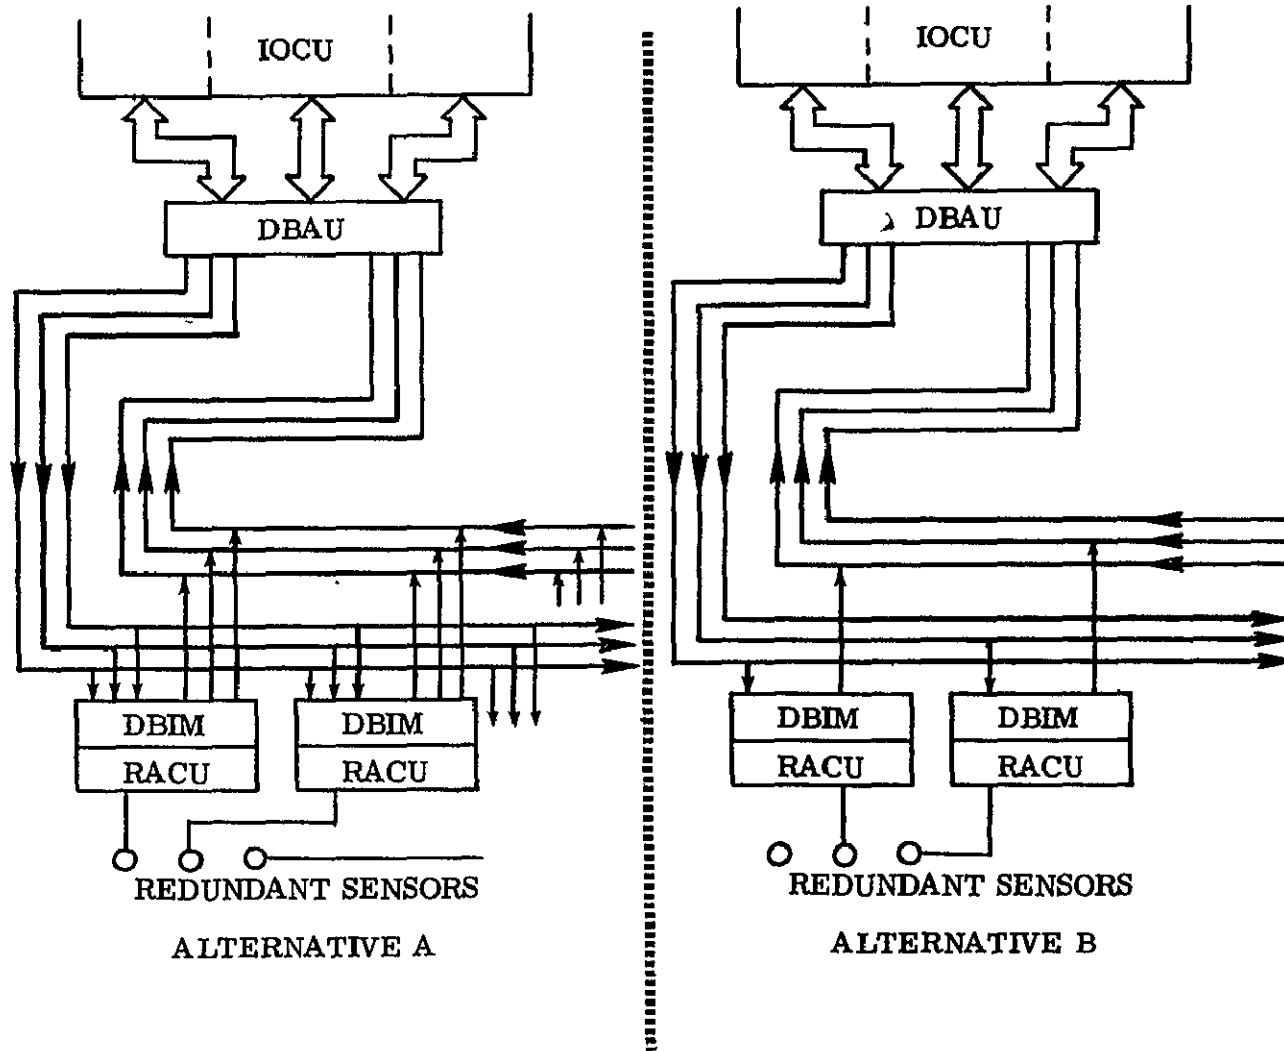 IOCU
DBAU
DBIM
RACU
DBIM
RACU
REDUNDANT SENSORS
ALTERNATIVE A
IOCU
DBAU
DBIM
RACU
DBIM
RACU
REDUNDANT SENSORS
ALTERNATIVE B